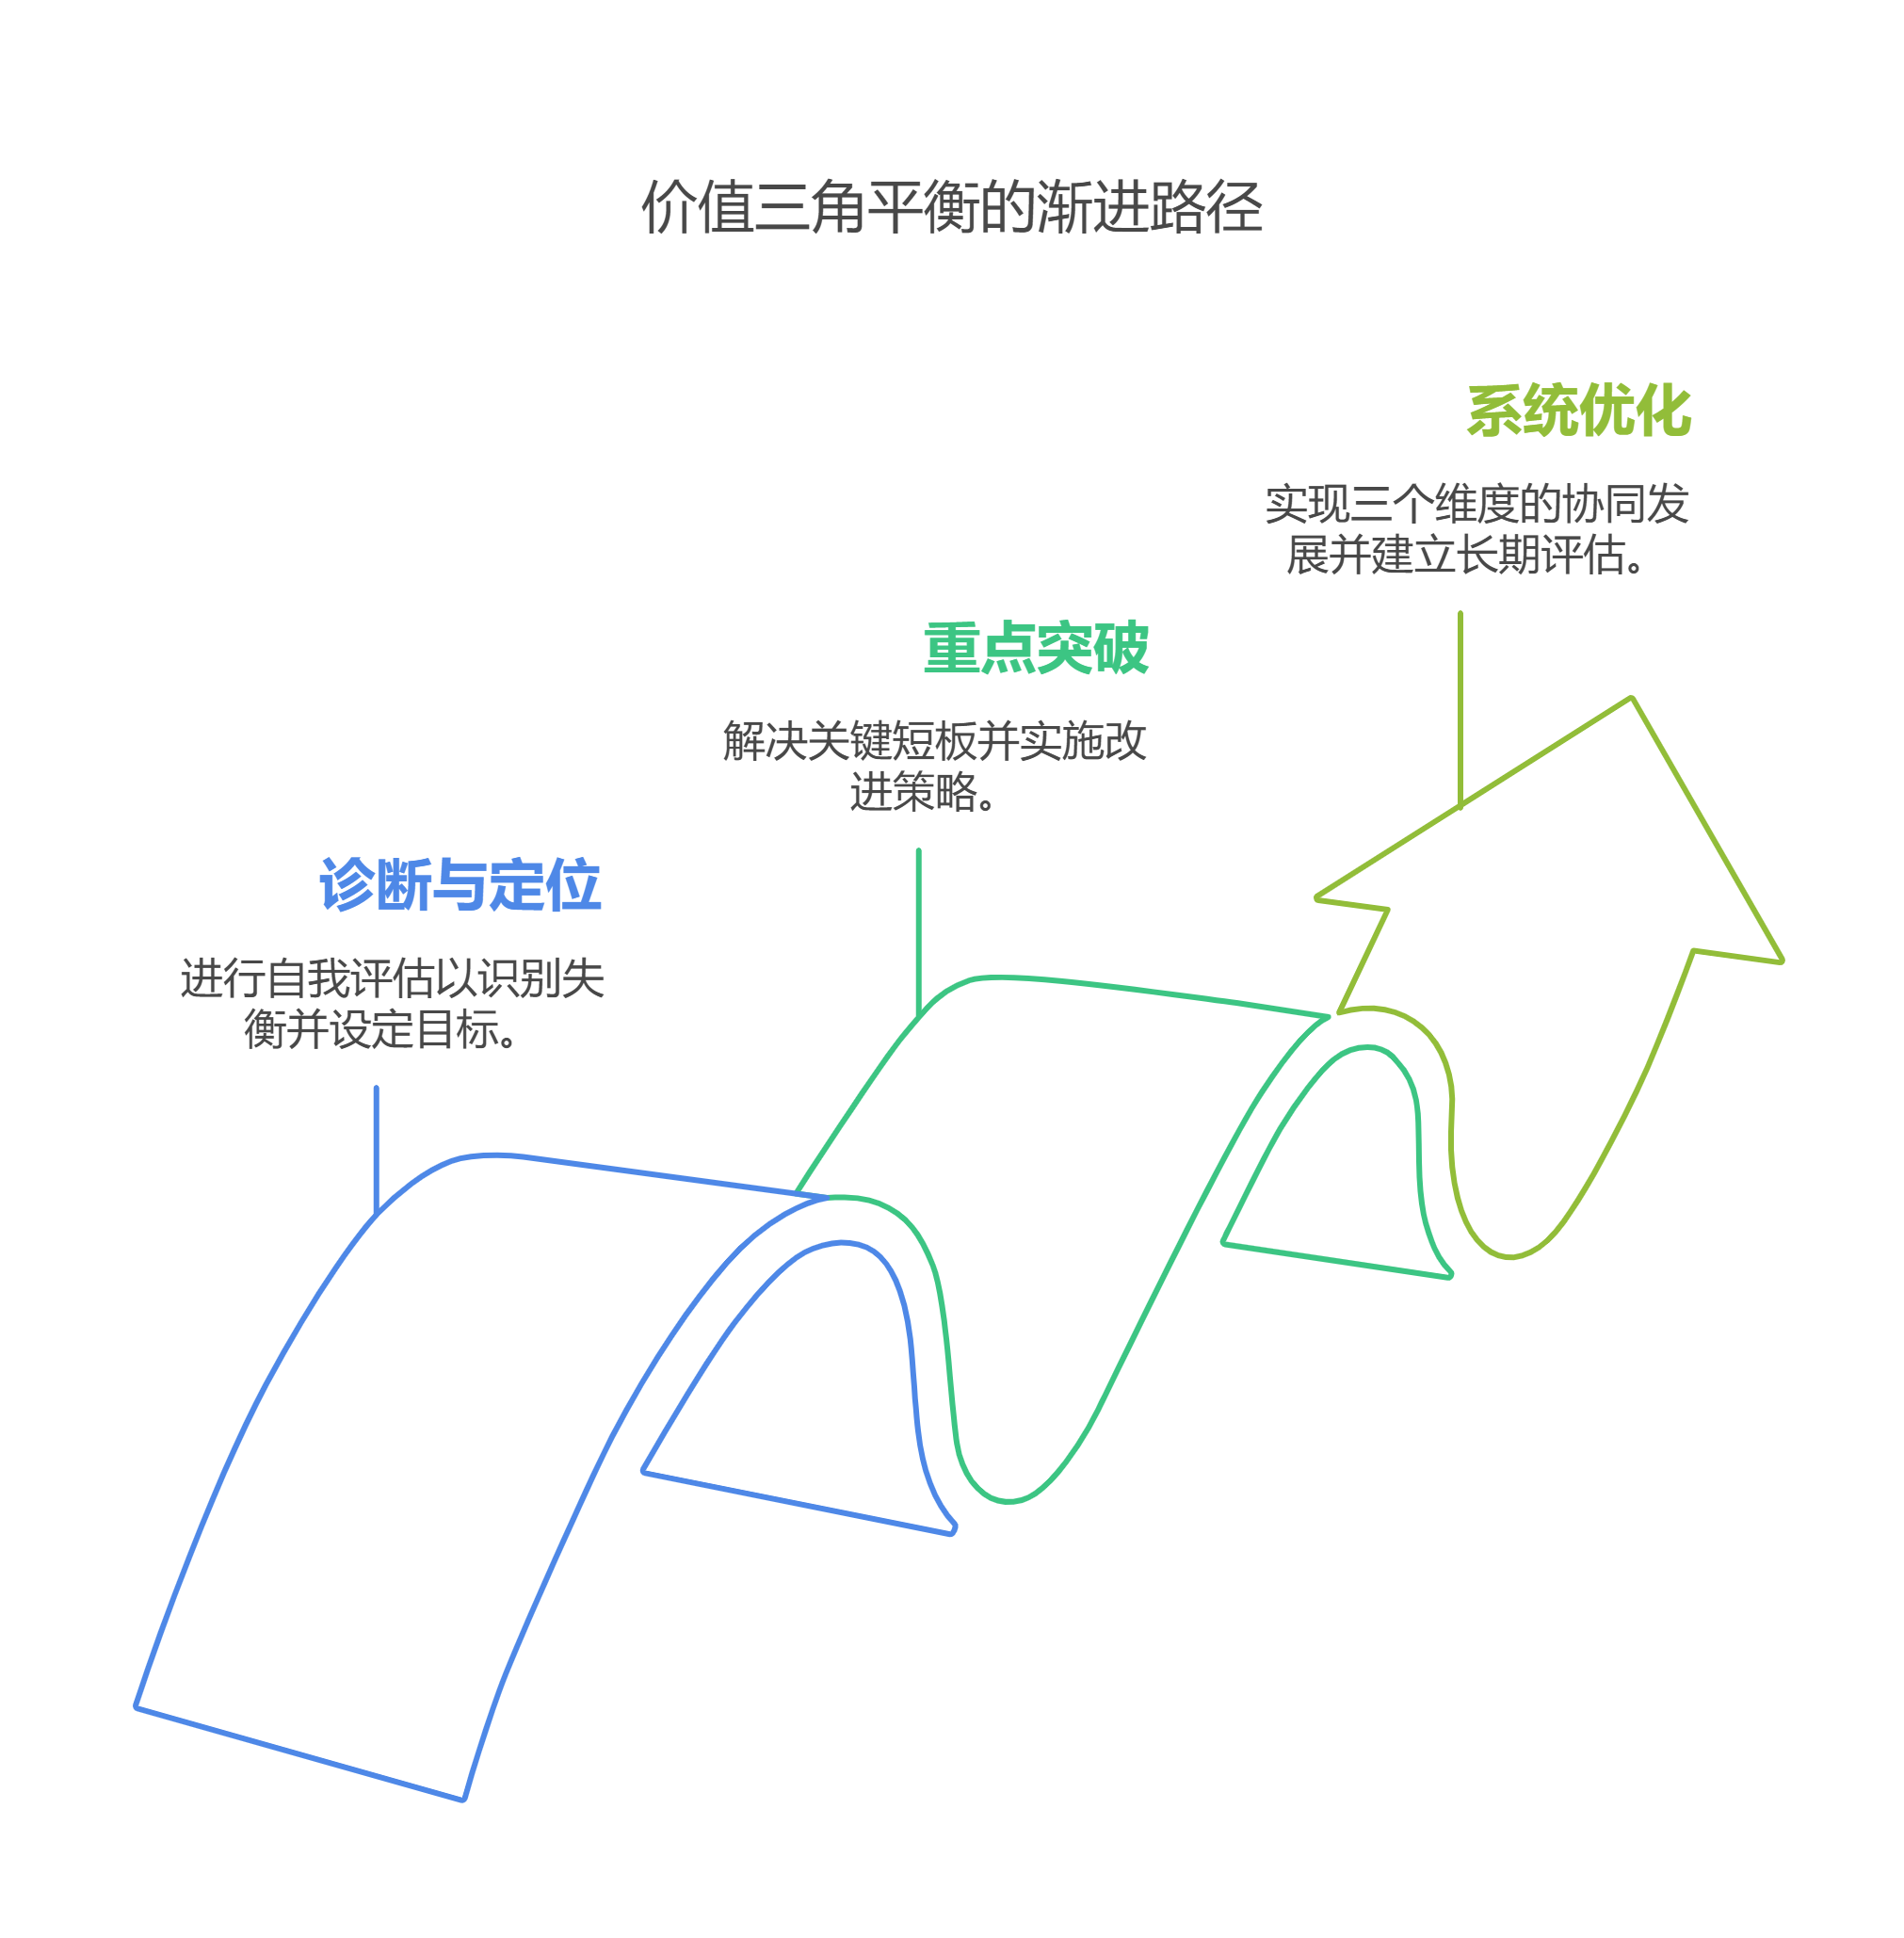 价值三角平衡的渐进路径
系统优化
实现三个维度的协同发
展并建立长期评估。
重点突破
解决关键短板并实施改
进策略。
诊断与定位
进行自我评估以识别失
衡并设定目标。